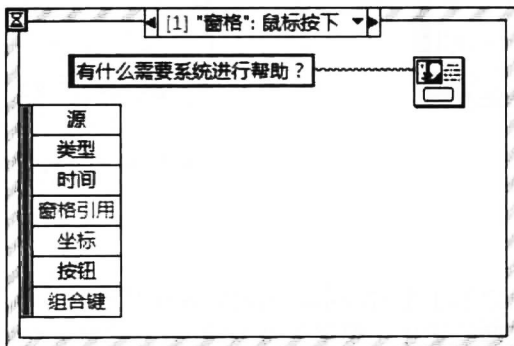 [1] "窗格": 鼠标按下
有什么需要系统进行帮助？
源
类型
时间
窗格引用
坐标
按钮
组合键